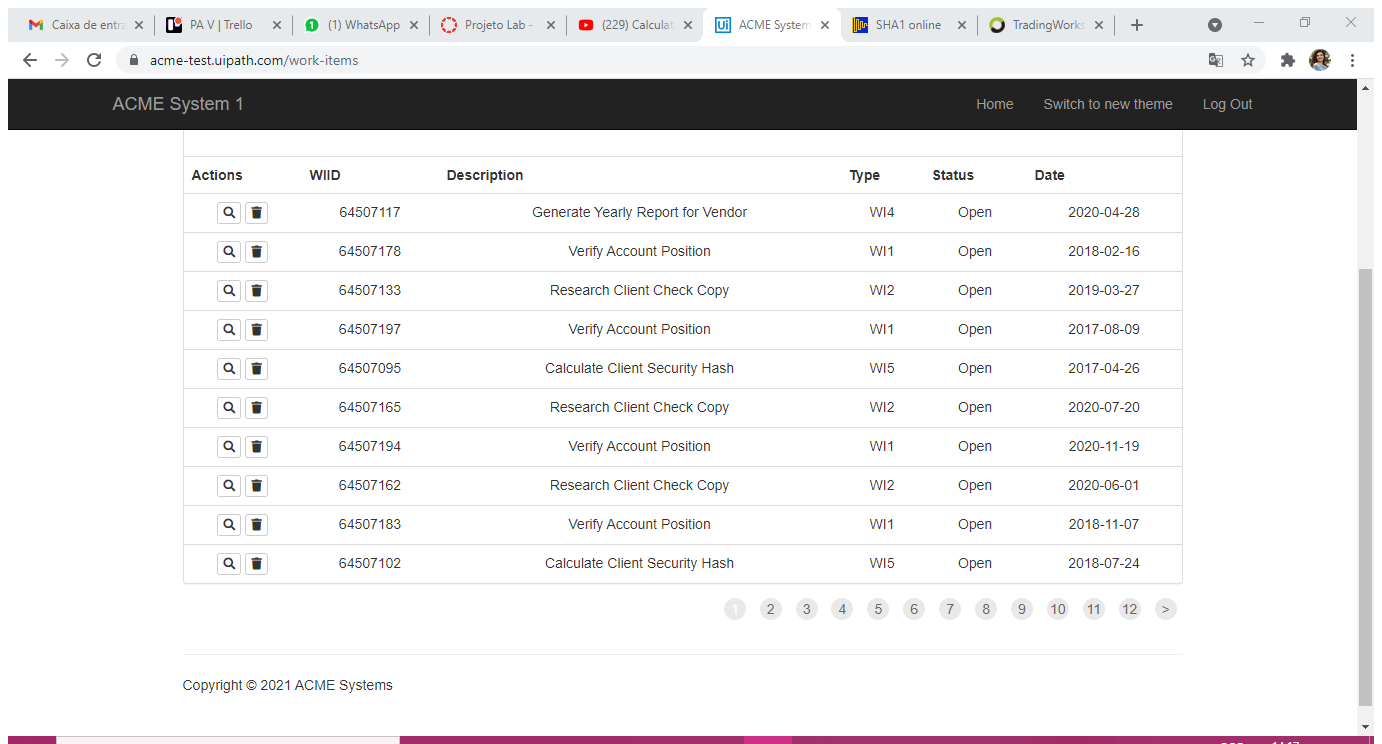 Caixa de entra PA V | Trello 1 (1) WhatsApp Projeto Lab - (229) Calculat Ui ACME System SHA1 online TradingWorks
acme-test.uipath.com/work-items
ACME System 1 Home Switch to new theme Log Out
Actions WIID Description Type Status Date
64507117 Generate Yearly Report for Vendor WI4 Open 2020-04-28
64507178 Verify Account Position WI1 Open 2018-02-16
64507133 Research Client Check Copy WI2 Open 2019-03-27
64507197 Verify Account Position WI1 Open 2017-08-09
64507095 Calculate Client Security Hash WI5 Open 2017-04-26
64507165 Research Client Check Copy WI2 Open 2020-07-20
64507194 Verify Account Position WI1 Open 2020-11-19
64507162 Research Client Check Copy WI2 Open 2020-06-01
64507183 Verify Account Position WI1 Open 2018-11-07
64507102 Calculate Client Security Hash WI5 Open 2018-07-24
1 2 3 4 5 6 7 8 9 10 11 12 >
Copyright © 2021 ACME Systems